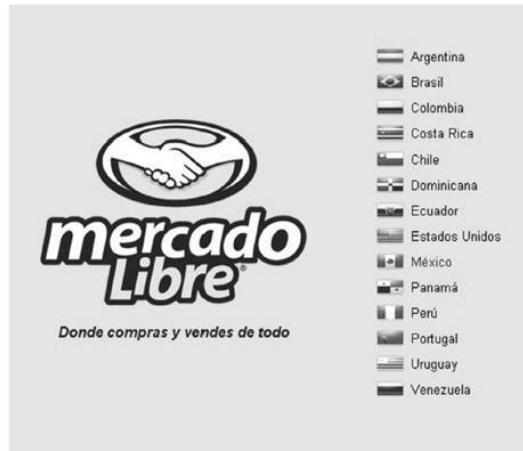 mercado
Libre®
Donde compras y vendes de todo
Argentina
Brasil
Colombia
Costa Rica
Chile
Dominicana
Ecuador
Estados Unidos
México
Panamá
Perú
Portugal
Uruguay
Venezuela